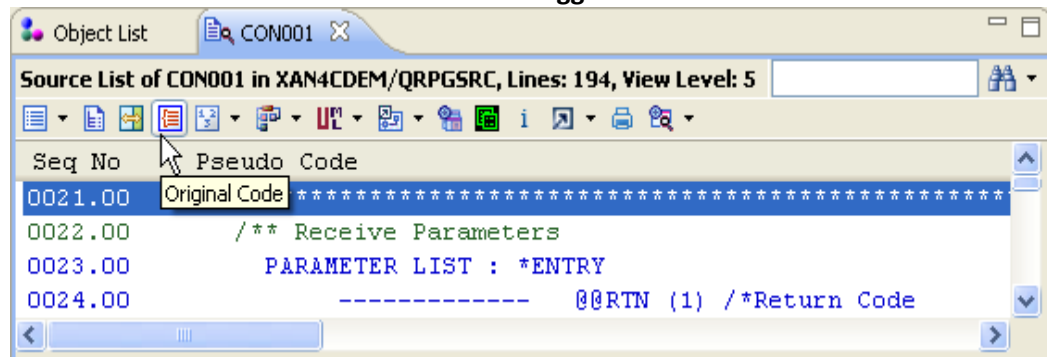 Object List CON001
Source List of CON001 in XAN4CDEM/QRPGSRC, Lines: 194, View Level: 5
Seq No Pseudo Code
Original Code
0021.00 *******************************************
0022.00 /** Receive Parameters
0023.00 PARAMETER LIST : *ENTRY
0024.00 ------------- @@RTN (1) /*Return Code